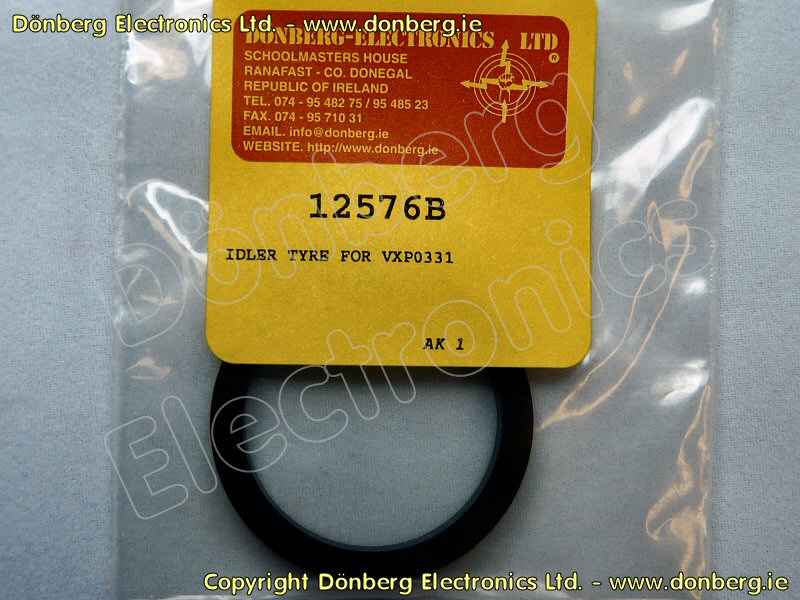 Dönberg Electronics Ltd. - www.donberg.ie
DÖNBERG-ELECTRONICS LTD
SCHOOLMASTERS HOUSE
RANAFAST - CO. DONEGAL
REPUBLIC OF IRELAND
TEL. 074 - 95 482 75 / 95 485 23
FAX. 074 - 95 710 31
EMAIL. info@donberg.ie
WEBSITE. http://www.donberg.ie
®
12576B
IDLER TYRE FOR VXP0331
AK 1
Dönberg
Electronics
Copyright Dönberg Electronics Ltd. - www.donberg.ie